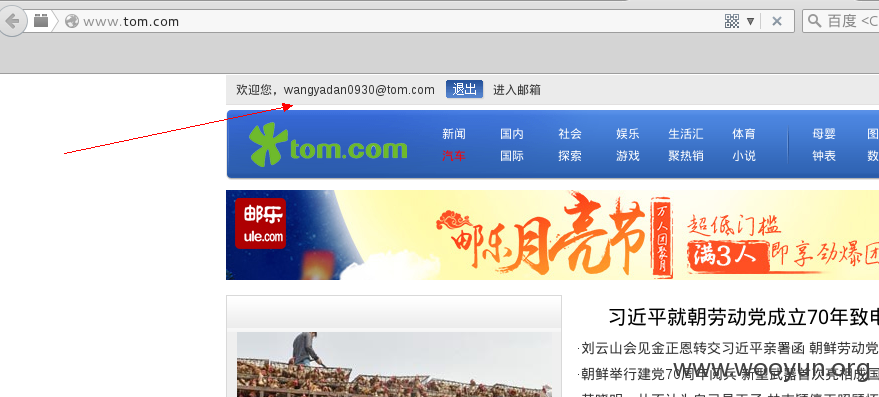 www.tom.com
百度 <C
欢迎您，wangyadan0930@tom.com 退出 进入邮箱
tom.com
新闻 国内 社会 娱乐 生活汇 体育 母婴 图
汽车 国际 探索 游戏 聚热销 小说 钟表 数
邮乐
ule.com
邮乐月亮节
万人团聚月
超低门槛
满3人即享劲爆团
习近平就朝劳动党成立70年致电
·刘云山会见金正恩转交习近平亲署函 朝鲜劳动党
·朝鲜举行建党70周年阅兵 新型武器首次亮相成国
www.wooyun.org